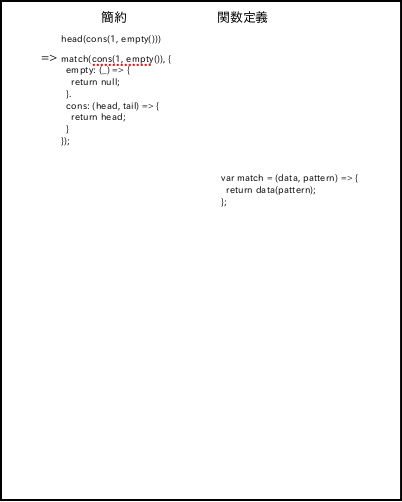 簡約
関数定義
head(cons(1, empty()))
=> match(cons(1, empty()), {
empty: (_) => {
return null;
}.
cons: (head, tail) => {
return head;
}
});
var match = (data, pattern) => {
return data(pattern);
};